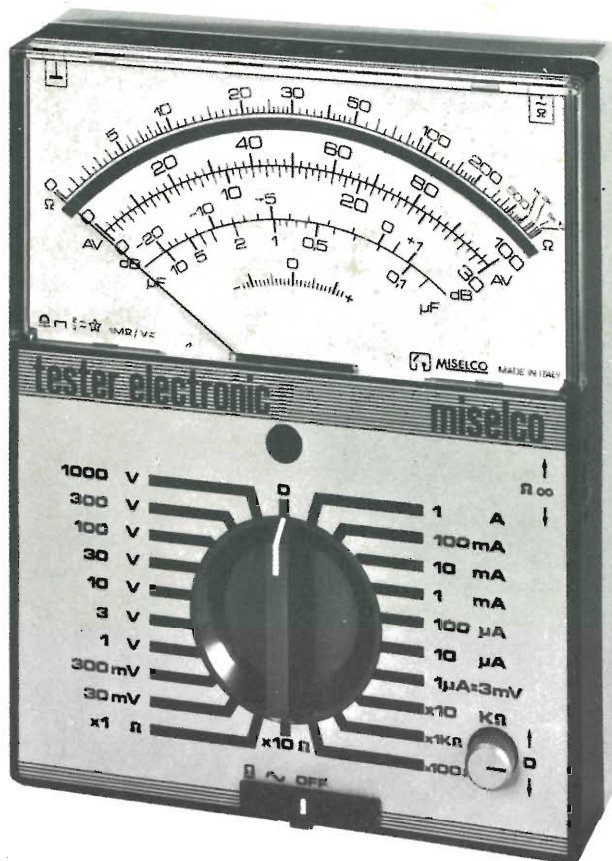 0 5 10 20 30 50 100 200
Ω Ω
0 20 40 60 80 100
AV AV
0 10 20 30
dB -20 -10 -5 0 +1 dB
µF 10 5 2 1 0,5 0,1 µF
- 0 +
1MΩ/V=
MISELCO MADE IN ITALY
tester electronic miselco
0
1000 V
300 V
100 V
30 V
10 V
3 V
1 V
300 mV
30 mV
x1 Ω
x10 Ω
Ω ∞
1 A
100 mA
10 mA
1 mA
100 µA
10 µA
1µA=3mV
x10 KΩ
x1KΩ
x100Ω
0
Ω ~ OFF